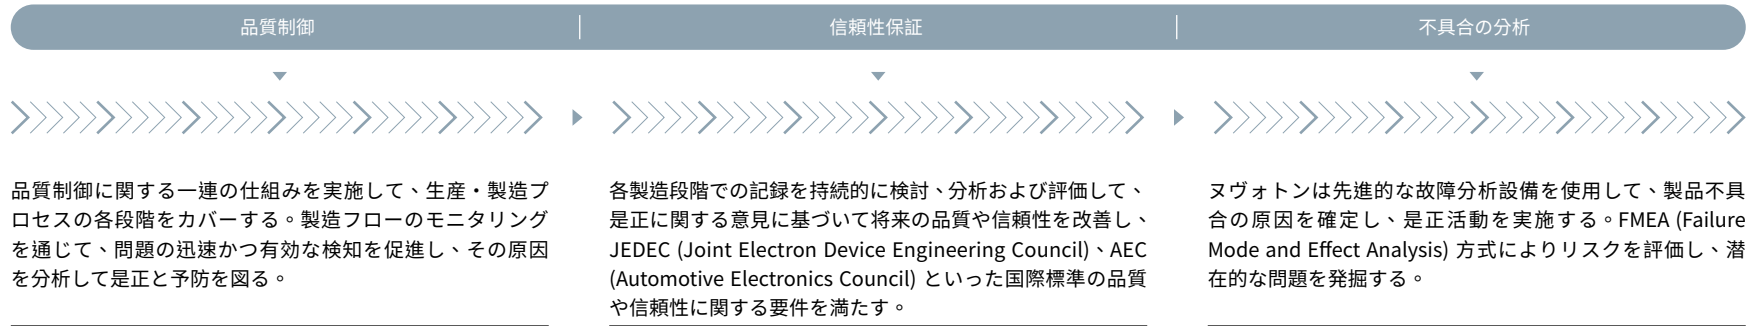 品質制御
信頼性保証
不具合の分析
品質制御に関する一連の仕組みを実施して、生産・製造プ
ロセスの各段階をカバーする。製造フローのモニタリング
を通じて、問題の迅速かつ有効な検知を促進し、その原因
を分析して是正と予防を図る。
各製造段階での記録を持続的に検討、分析および評価して、
是正に関する意見に基づいて将来の品質や信頼性を改善し、
JEDEC (Joint Electron Device Engineering Council)、AEC
(Automotive Electronics Council) といった国際標準の品質
や信頼性に関する要件を満たす。
ヌヴォトンは先進的な故障分析設備を使用して、製品不具
合の原因を確定し、是正活動を実施する。FMEA (Failure
Mode and Effect Analysis) 方式によりリスクを評価し、潜
在的な問題を発掘する。